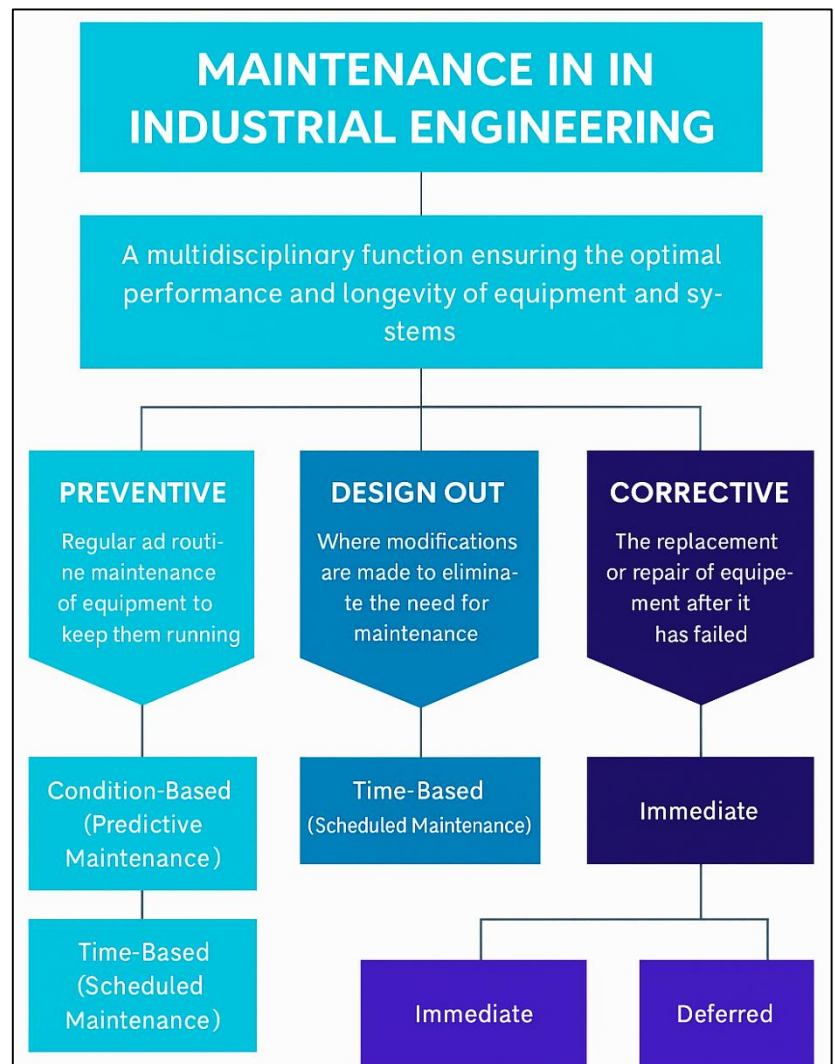 MAINTENANCE IN IN
INDUSTRIAL ENGINEERING
A multidisciplinary function ensuring the optimal
performance and longevity of equipment and sy-
stems
PREVENTIVE
Regular ad routi-
ne maintenance
of equipment to
keep them running
DESIGN OUT
Where modifications
are made to elimina-
te the need for
maintenance
CORRECTIVE
The replacement
or repair of equipe-
ment after it
has failed
Condition-Based
(Predictive
Maintenance)
Time-Based
(Scheduled Maintenance)
Immediate
Time-Based
(Scheduled
Maintenance)
Immediate
Deferred